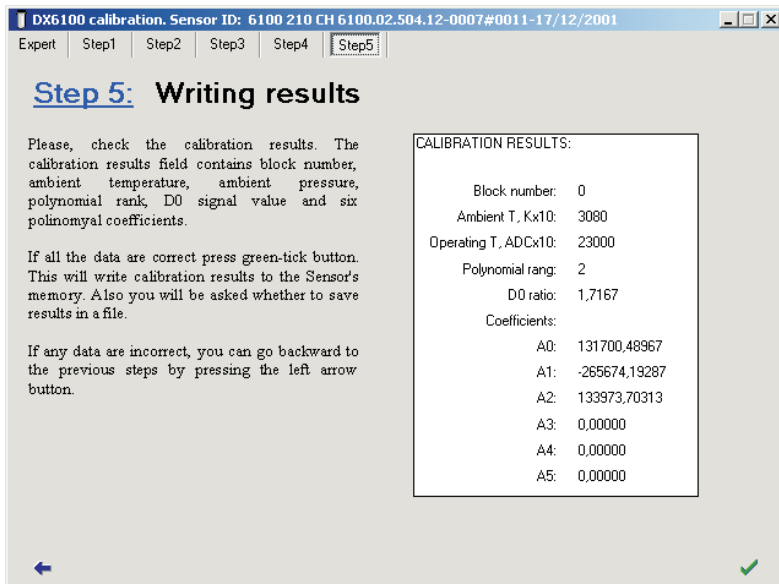 DX6100 calibration. Sensor ID: 6100 210 CH 6100.02.504.12-0007#0011-17/12/2001
Expert Step1 Step2 Step3 Step4 Step5
Step 5: Writing results
Please, check the calibration results. The
calibration results field contains block number,
ambient temperature, ambient pressure,
polynomial rank, D0 signal value and six
polinomyal coefficients.
If all the data are correct press green-tick button.
This will write calibration results to the Sensor's
memory. Also you will be asked whether to save
results in a file.
If any data are incorrect, you can go backward to
the previous steps by pressing the left arrow
button.
CALIBRATION RESULTS:
Block number: 0
Ambient T, Kx10: 3080
Operating T, ADCx10: 23000
Polynomial rang: 2
D0 ratio: 1,7167
Coefficients:
A0: 131700,48967
A1: -265674,19287
A2: 133973,70313
A3: 0,00000
A4: 0,00000
A5: 0,00000